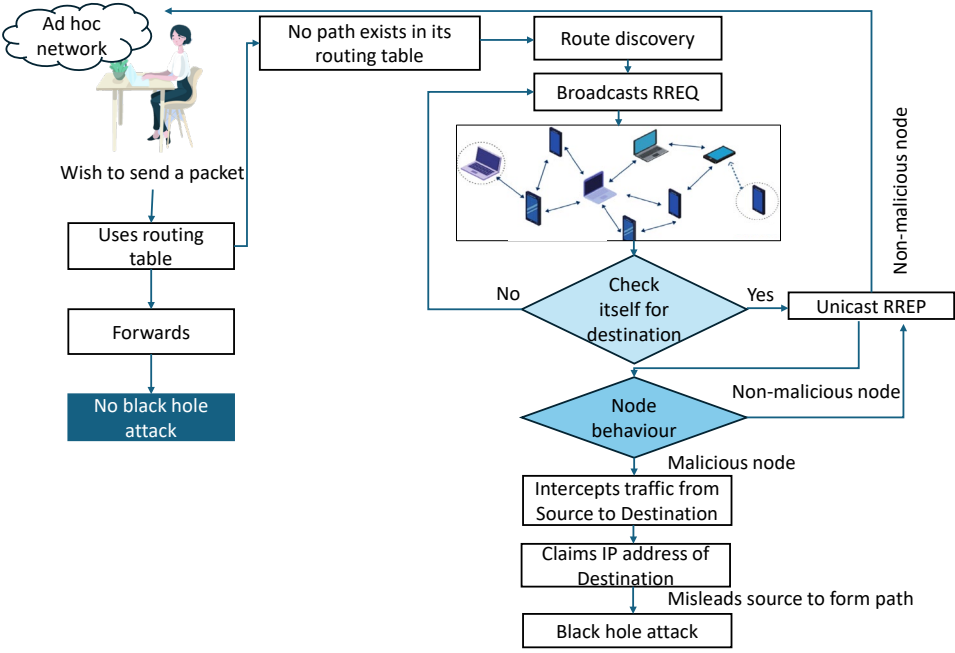 Ad hoc
network
Wish to send a packet
Uses routing
table
Forwards
No black hole
attack
No path exists in its
routing table
Route discovery
Broadcasts RREQ
Check
itself for
destination
No
Yes
Unicast RREP
Non-malicious node
Node
behaviour
Non-malicious node
Malicious node
Intercepts traffic from
Source to Destination
Claims IP address of
Destination
Misleads source to form path
Black hole attack